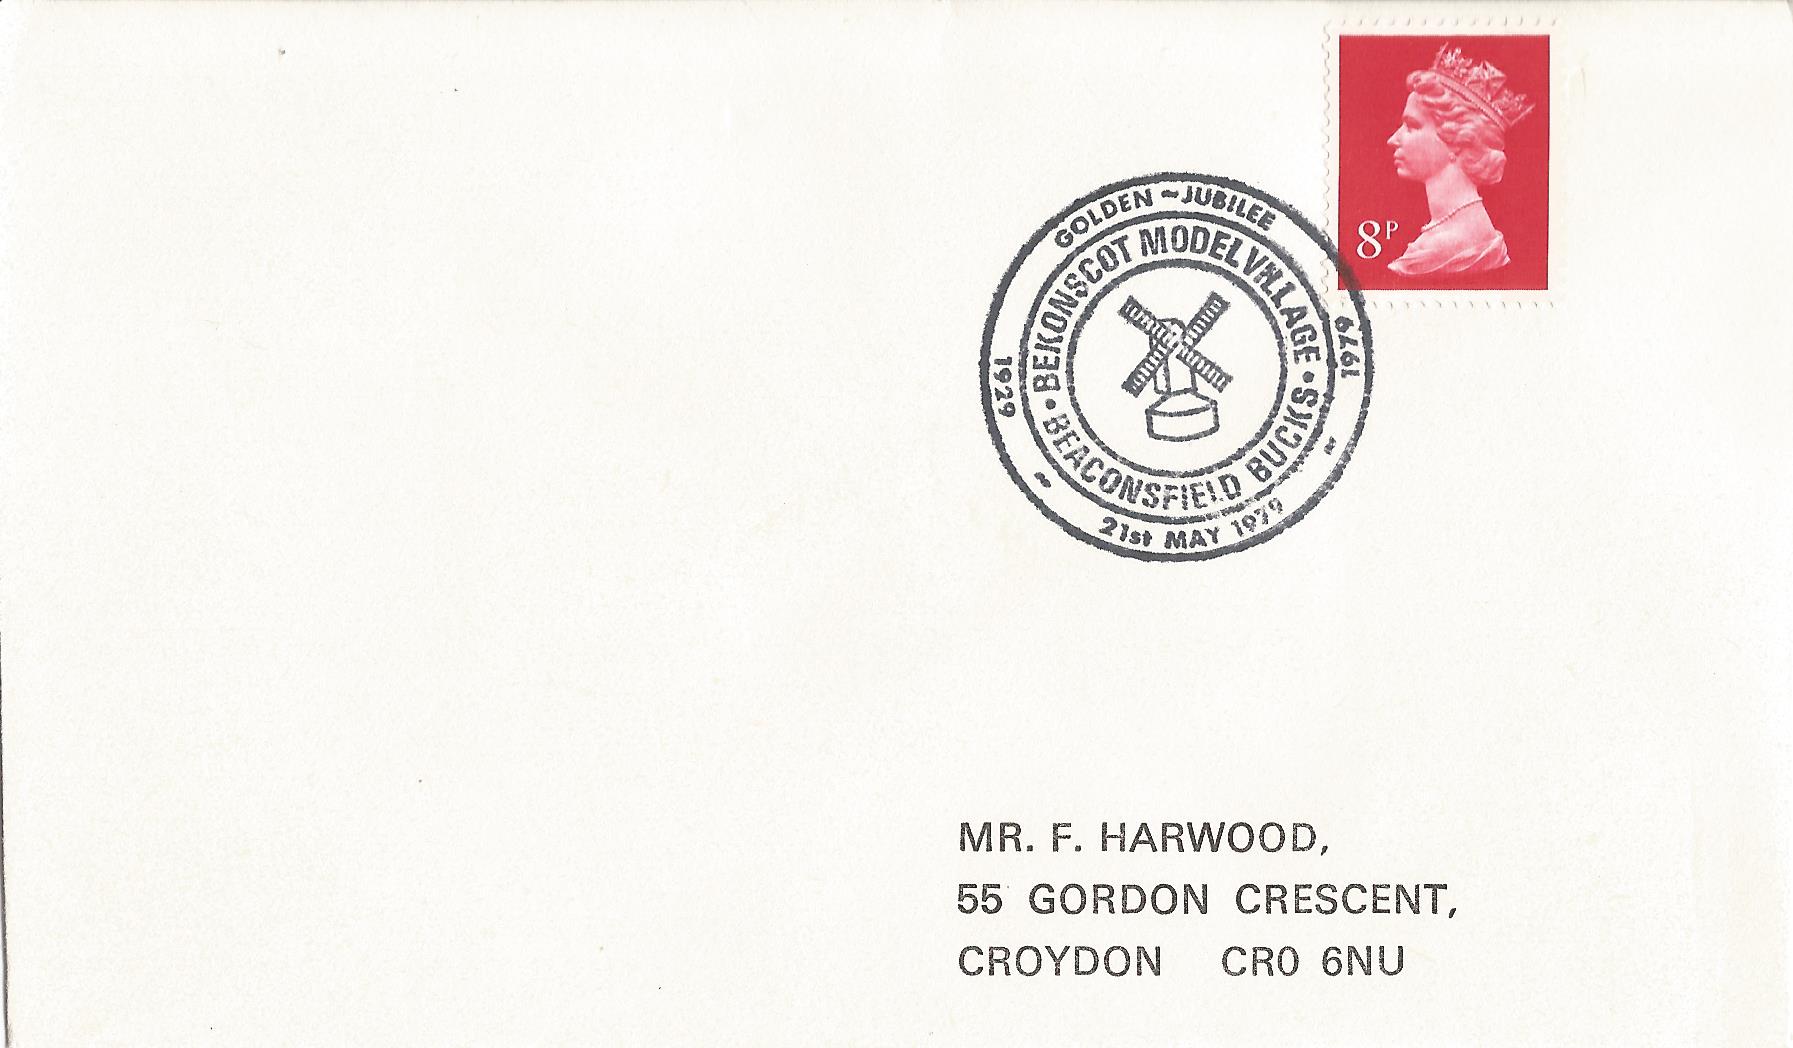 8P
GOLDEN ~ JUBILEE
1929
1979
BEKONSCOT MODEL VILLAGE
BEACONSFIELD BUCKS
21st MAY 1979
MR. F. HARWOOD,
55 GORDON CRESCENT,
CROYDON CR0 6NU